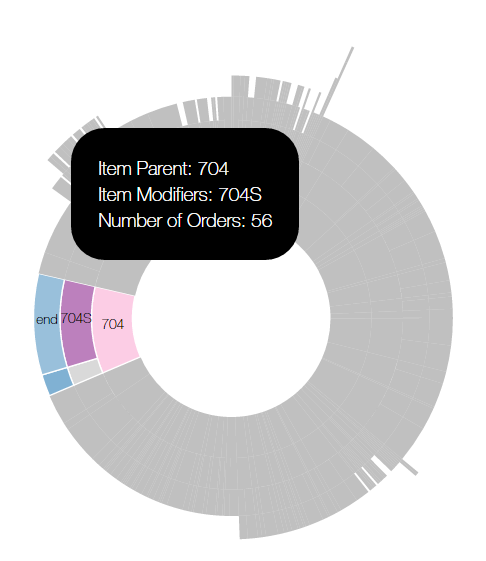 Item Parent: 704
Item Modifiers: 704S
Number of Orders: 56
end 704S 704